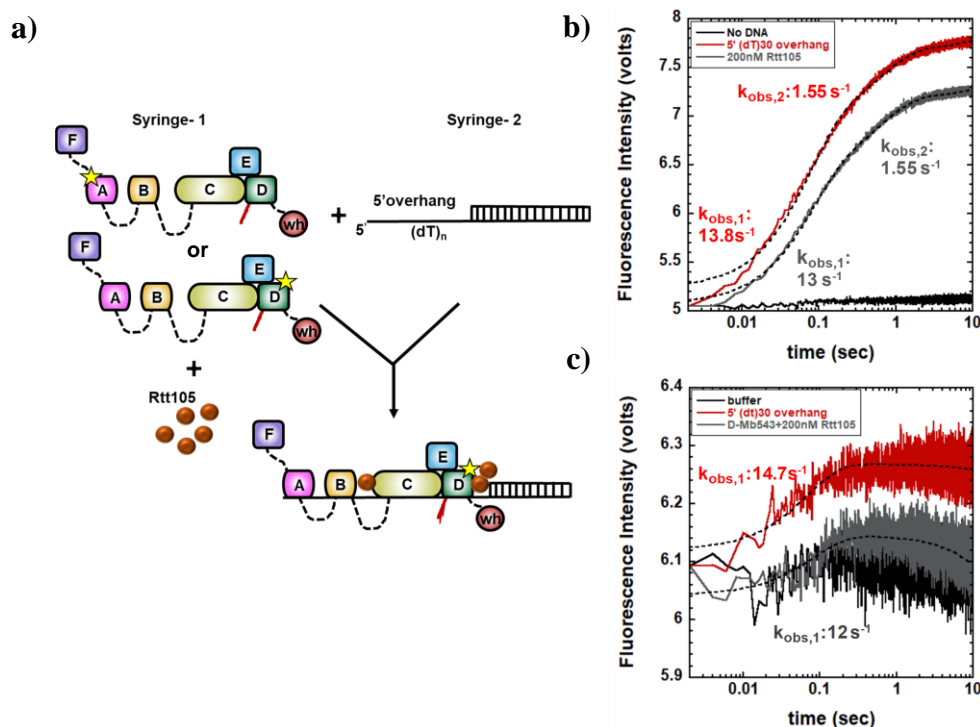 a)
Syringe- 1
Syringe- 2
F
A
B
C
E
D
wh
+
5'overhang
5'
(dT)n
or
F
A
B
C
E
D
wh
+
Rtt105
F
A
B
C
E
D
wh
b)
Fluorescence Intensity (volts)
8
7.5
7
6.5
6
5.5
5
No DNA
5' (dT)30 overhang
200nM Rtt105
kobs,2:1.55 s-1
kobs,2:
1.55 s-1
kobs,1:
13.8s-1
kobs,1:
13 s-1
0.01
0.1
1
10
time (sec)
c)
Fluorescence Intensity (volts)
6.4
6.3
6.2
6.1
6
5.9
buffer
5' (dt)30 overhang
D-Mb543+200nM Rtt105
kobs,1:14.7s-1
kobs,1:12 s-1
0.01
0.1
1
10
time (sec)